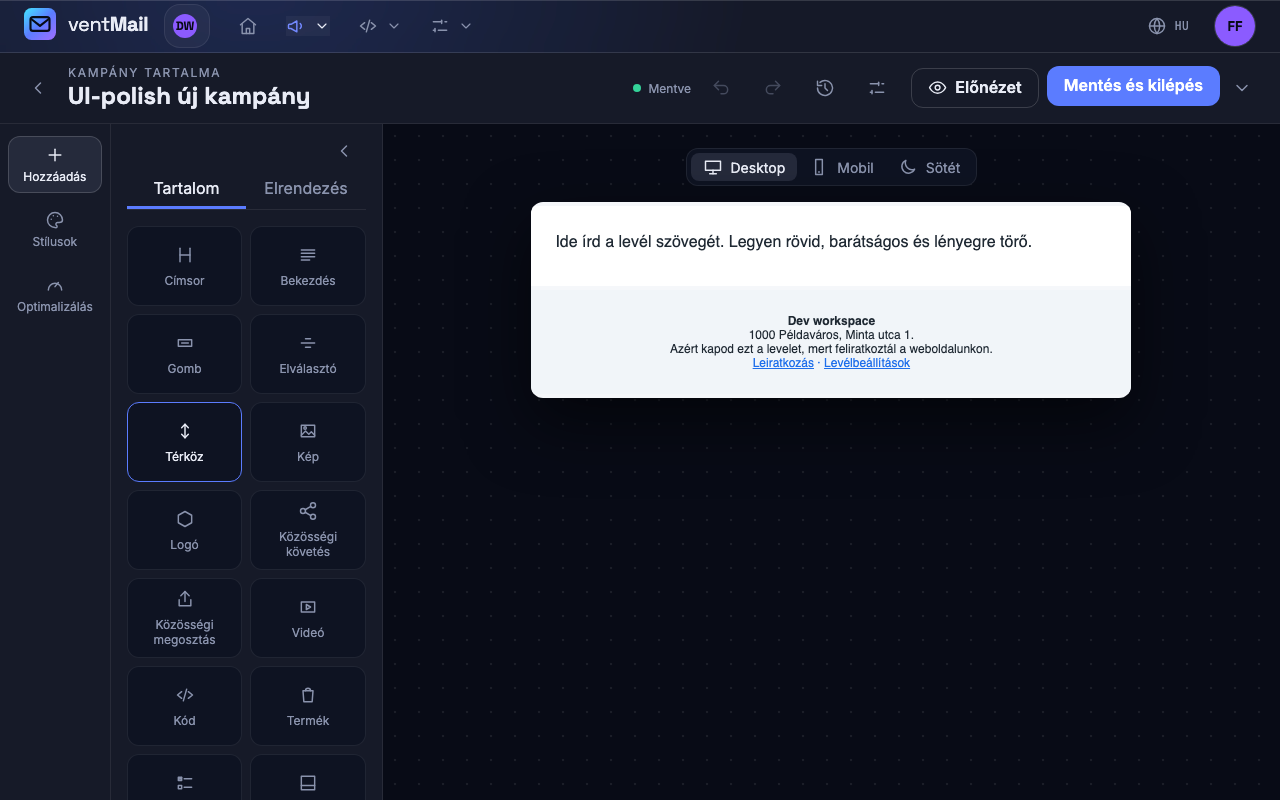 ventMail
DW
HU
FF
KAMPÁNY TARTALMA
UI-polish új kampány
Mentve
Előnézet
Mentés és kilépés
Hozzáadás
Stílusok
Optimalizálás
Tartalom
Elrendezés
Címsor
Bekezdés
Gomb
Elválasztó
Térköz
Kép
Logó
Közösségi
követés
Közösségi
megosztás
Videó
Kód
Termék
Desktop
Mobil
Sötét
Ide írd a levél szövegét. Legyen rövid, barátságos és lényegre törő.
Dev workspace
1000 Példaváros, Minta utca 1.
Azért kapod ezt a levelet, mert feliratkoztál a weboldalunkon.
Leiratkozás · Levélbeállítások